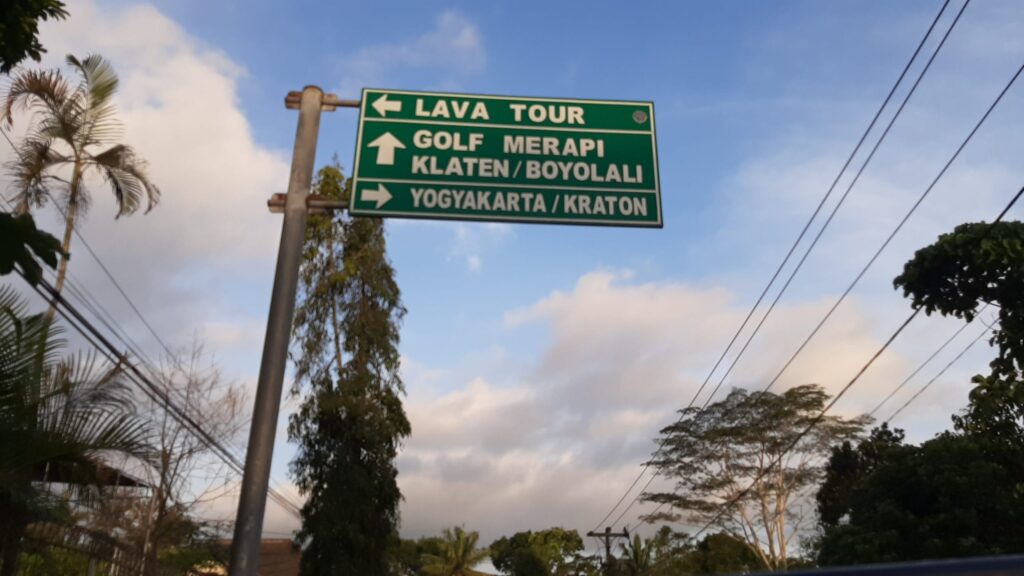 LAVA TOUR
GOLF MERAPI
KLATEN / BOYOLALI
YOGYAKARTA / KRATON